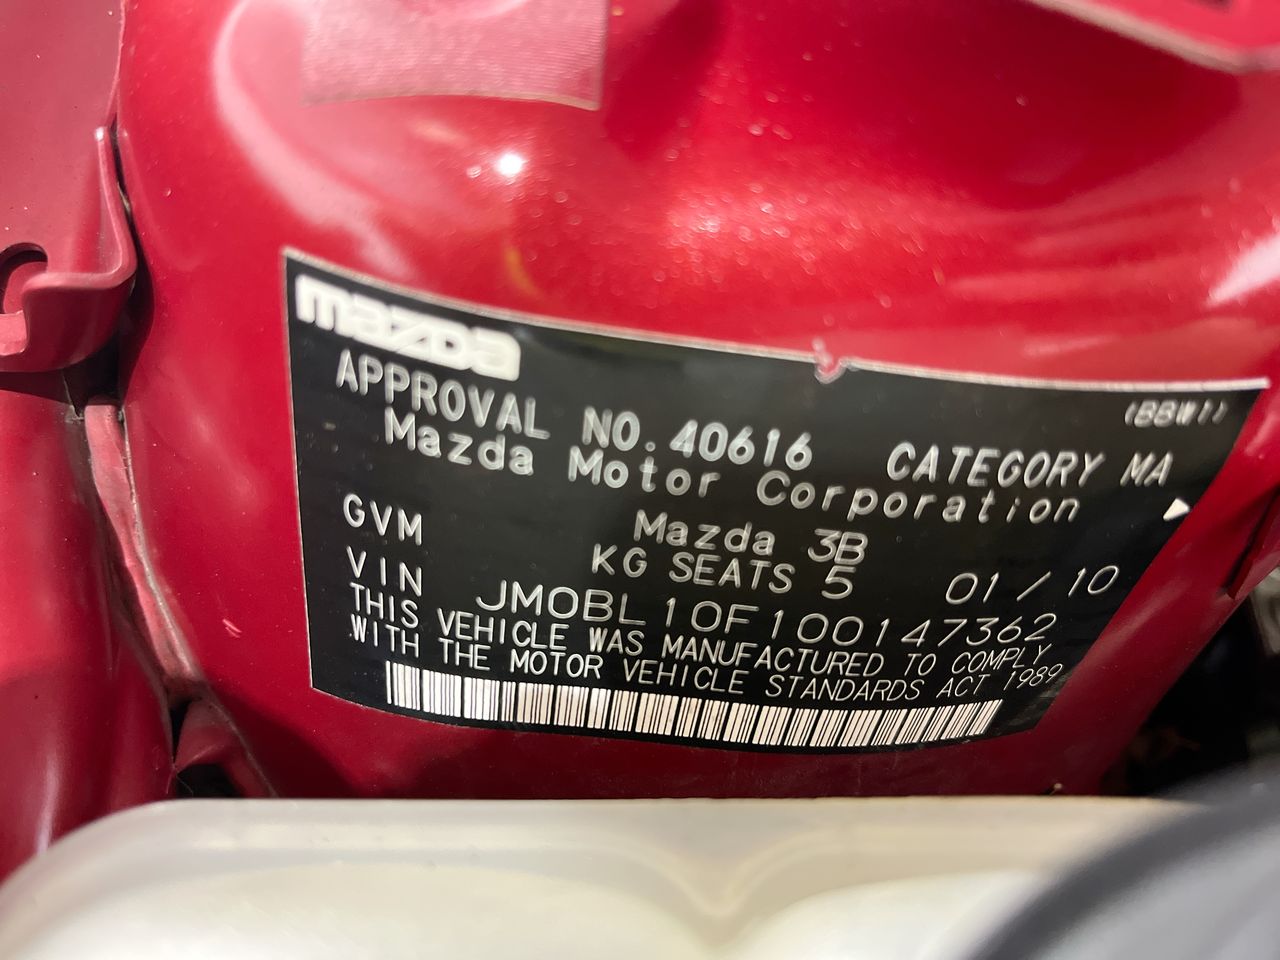 mazda
(BBW1)
APPROVAL NO. 40616 CATEGORY MA
Mazda Motor Corporation
Mazda 3B
GVM KG SEATS 5 01/10
VIN JM0BL10F100147362
THIS VEHICLE WAS MANUFACTURED TO COMPLY
WITH THE MOTOR VEHICLE STANDARDS ACT 1989